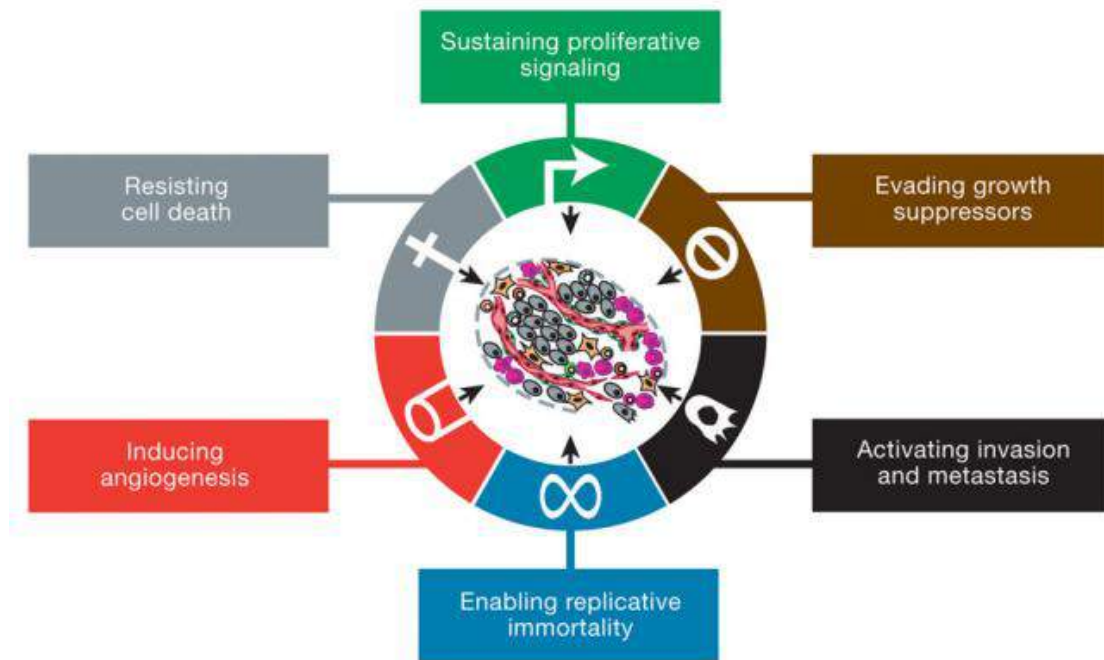 Sustaining proliferative
signaling
Resisting
cell death
Evading growth
suppressors
Inducing
angiogenesis
Activating invasion
and metastasis
Enabling replicative
immortality